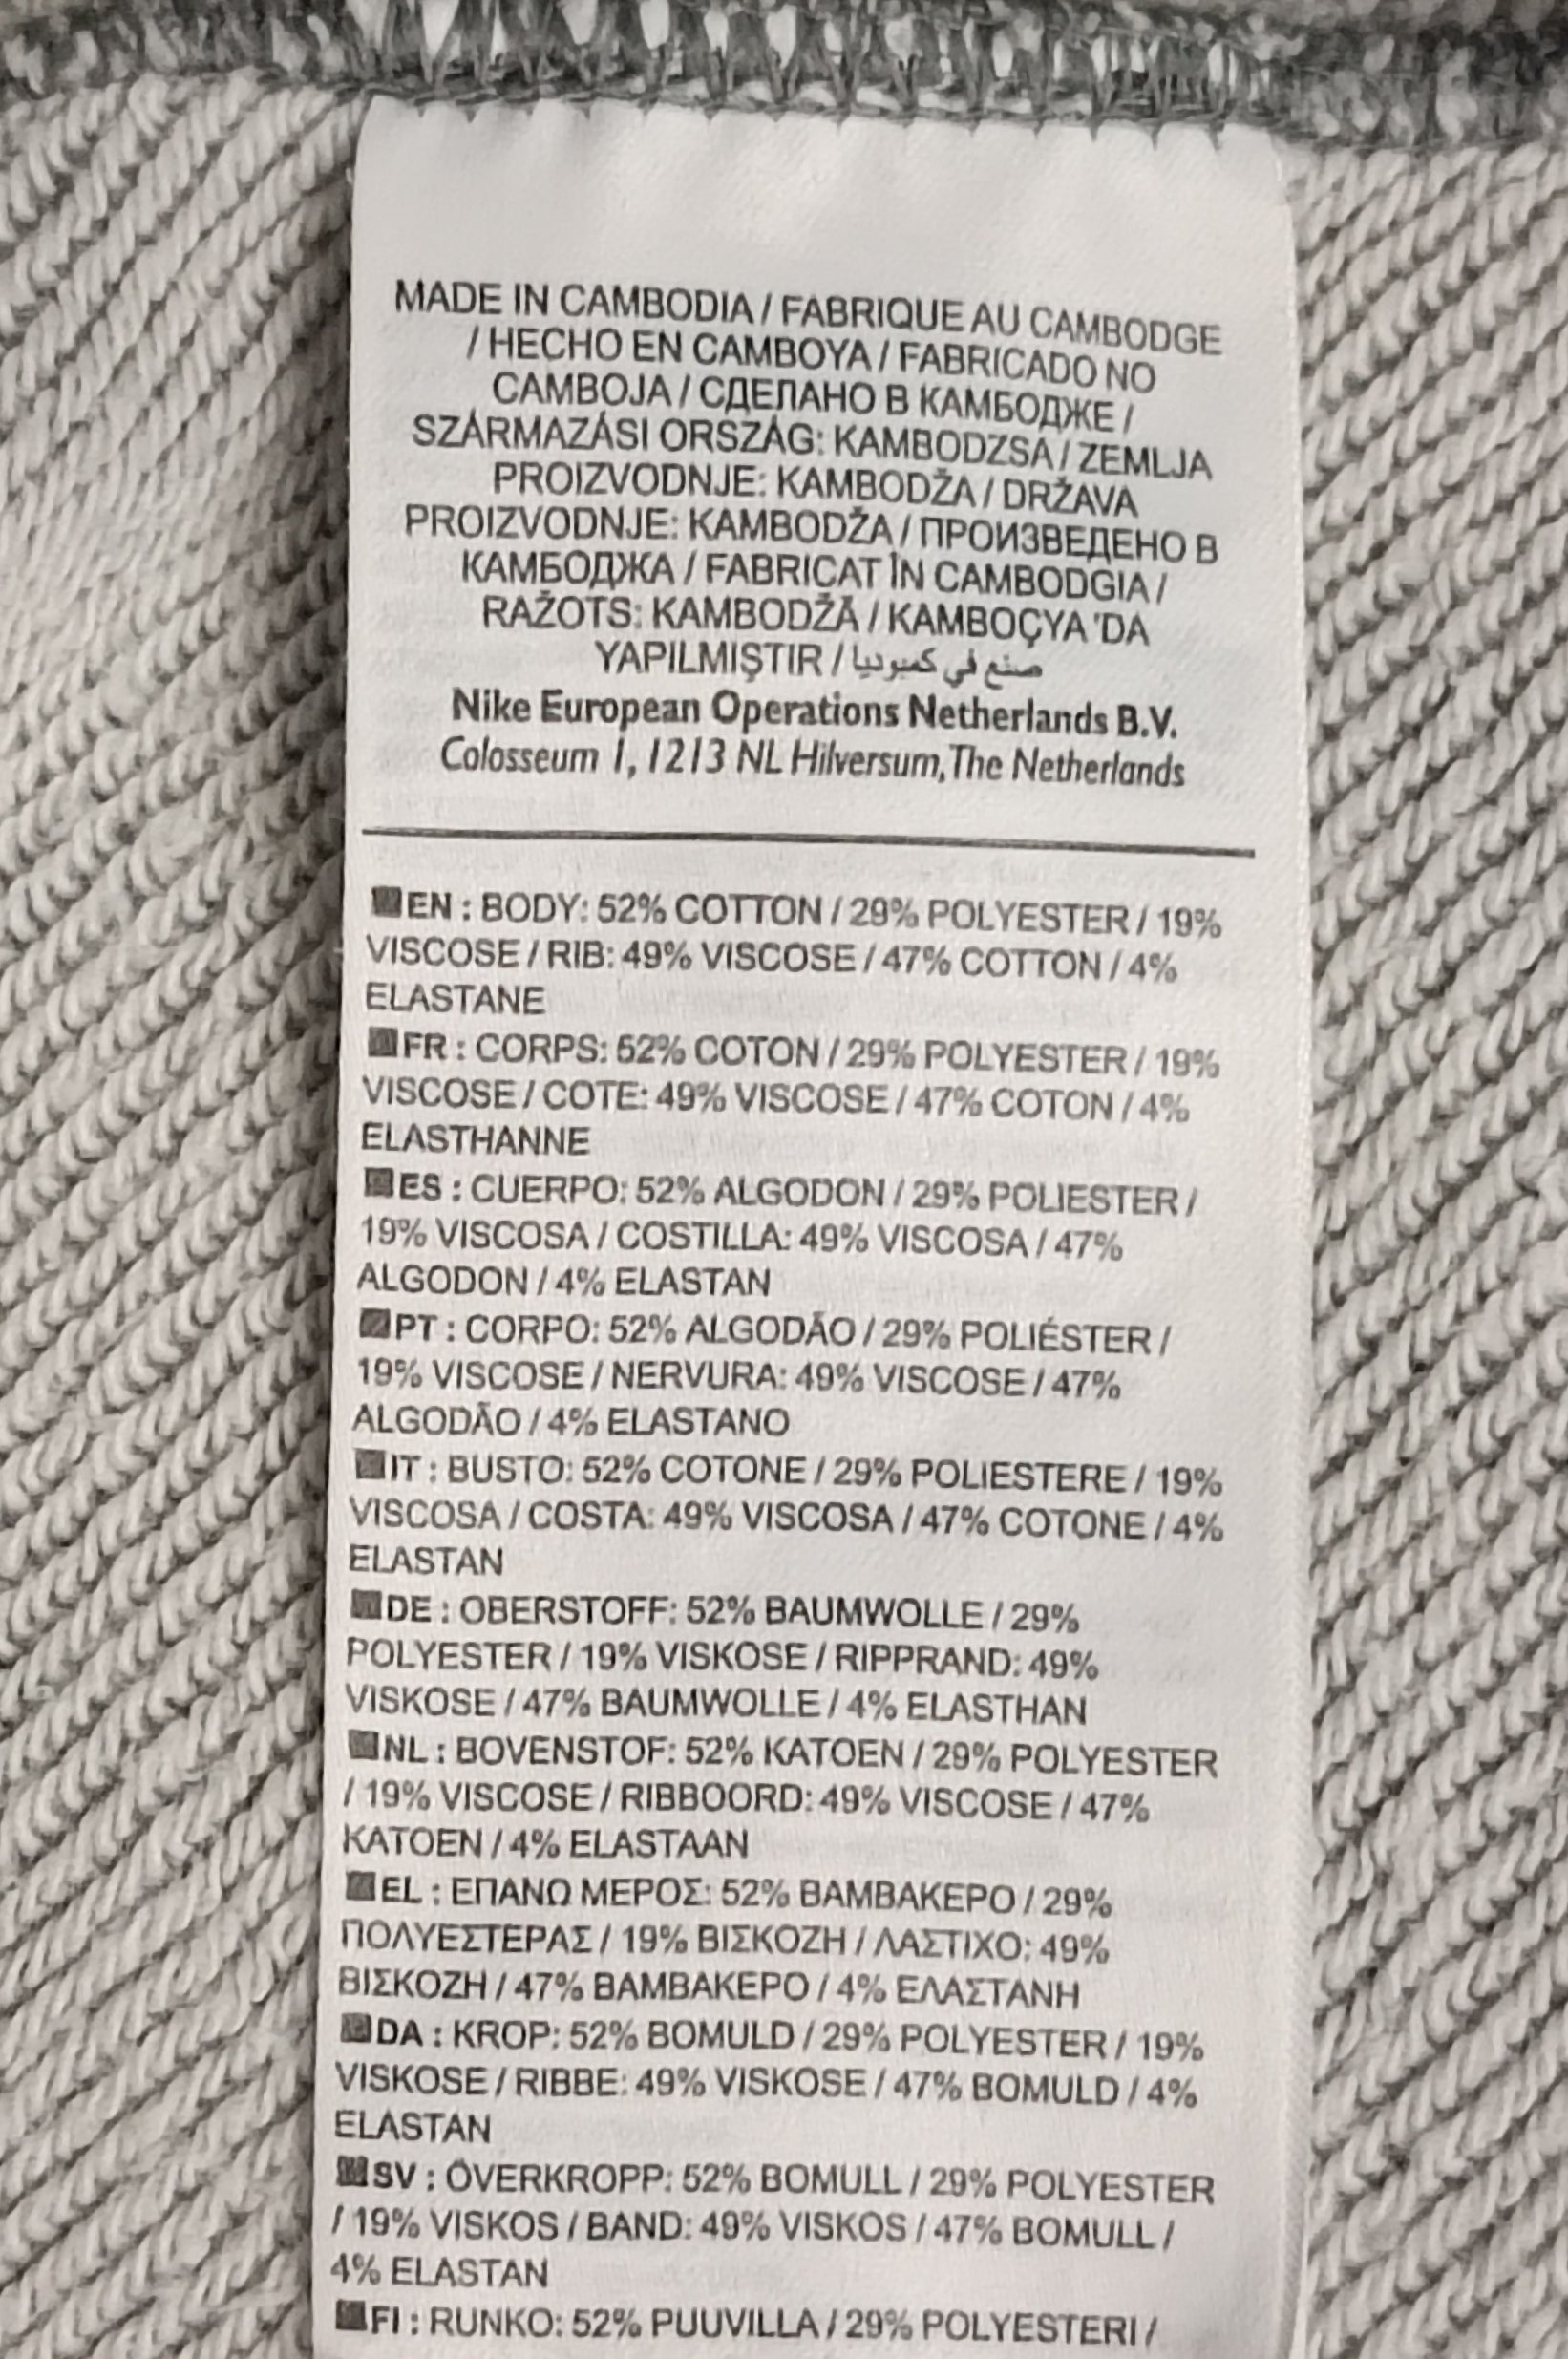 MADE IN CAMBODIA / FABRIQUE AU CAMBODGE
/ HECHO EN CAMBOYA / FABRICADO NO
CAMBOJA / СДЕЛАНО В КАМБОДЖЕ /
SZÁRMAZÁSI ORSZÁG: KAMBODZSA / ZEMLJA
PROIZVODNJE: KAMBODŽA / DRŽAVA
PROIZVODNJE: KAMBODŽA / ПРОИЗВЕДЕНО В
КАМБОДЖА / FABRICAT ÎN CAMBODGIA /
RAŽOTS: KAMBODŽĀ / KAMBOÇYA 'DA
YAPILMIŞTIR / صنع في كمبوديا
Nike European Operations Netherlands B.V.
Colosseum 1, 1213 NL Hilversum, The Netherlands
EN : BODY: 52% COTTON / 29% POLYESTER / 19%
VISCOSE / RIB: 49% VISCOSE / 47% COTTON / 4%
ELASTANE
FR : CORPS: 52% COTON / 29% POLYESTER / 19%
VISCOSE / COTE: 49% VISCOSE / 47% COTON / 4%
ELASTHANNE
ES : CUERPO: 52% ALGODON / 29% POLIESTER /
19% VISCOSA / COSTILLA: 49% VISCOSA / 47%
ALGODON / 4% ELASTAN
PT : CORPO: 52% ALGODÃO / 29% POLIÉSTER /
19% VISCOSE / NERVURA: 49% VISCOSE / 47%
ALGODÃO / 4% ELASTANO
IT : BUSTO: 52% COTONE / 29% POLIESTERE / 19%
VISCOSA / COSTA: 49% VISCOSA / 47% COTONE / 4%
ELASTAN
DE : OBERSTOFF: 52% BAUMWOLLE / 29%
POLYESTER / 19% VISKOSE / RIPPRAND: 49%
VISKOSE / 47% BAUMWOLLE / 4% ELASTHAN
NL : BOVENSTOF: 52% KATOEN / 29% POLYESTER
/ 19% VISCOSE / RIBBOORD: 49% VISCOSE / 47%
KATOEN / 4% ELASTAAN
EL : ΕΠΑΝΩ ΜΕΡΟΣ: 52% ΒΑΜΒΑΚΕΡΟ / 29%
ΠΟΛΥΕΣΤΕΡΑΣ / 19% ΒΙΣΚΟΖΗ / ΛΑΣΤΙΧΟ: 49%
ΒΙΣΚΟΖΗ / 47% ΒΑΜΒΑΚΕΡΟ / 4% ΕΛΑΣΤΑΝΗ
DA : KROP: 52% BOMULD / 29% POLYESTER / 19%
VISKOSE / RIBBE: 49% VISKOSE / 47% BOMULD / 4%
ELASTAN
SV : ÖVERKROPP: 52% BOMULL / 29% POLYESTER
/ 19% VISKOS / BAND: 49% VISKOS / 47% BOMULL /
4% ELASTAN
FI : RUNKO: 52% PUUVILLA / 29% POLYESTERI /